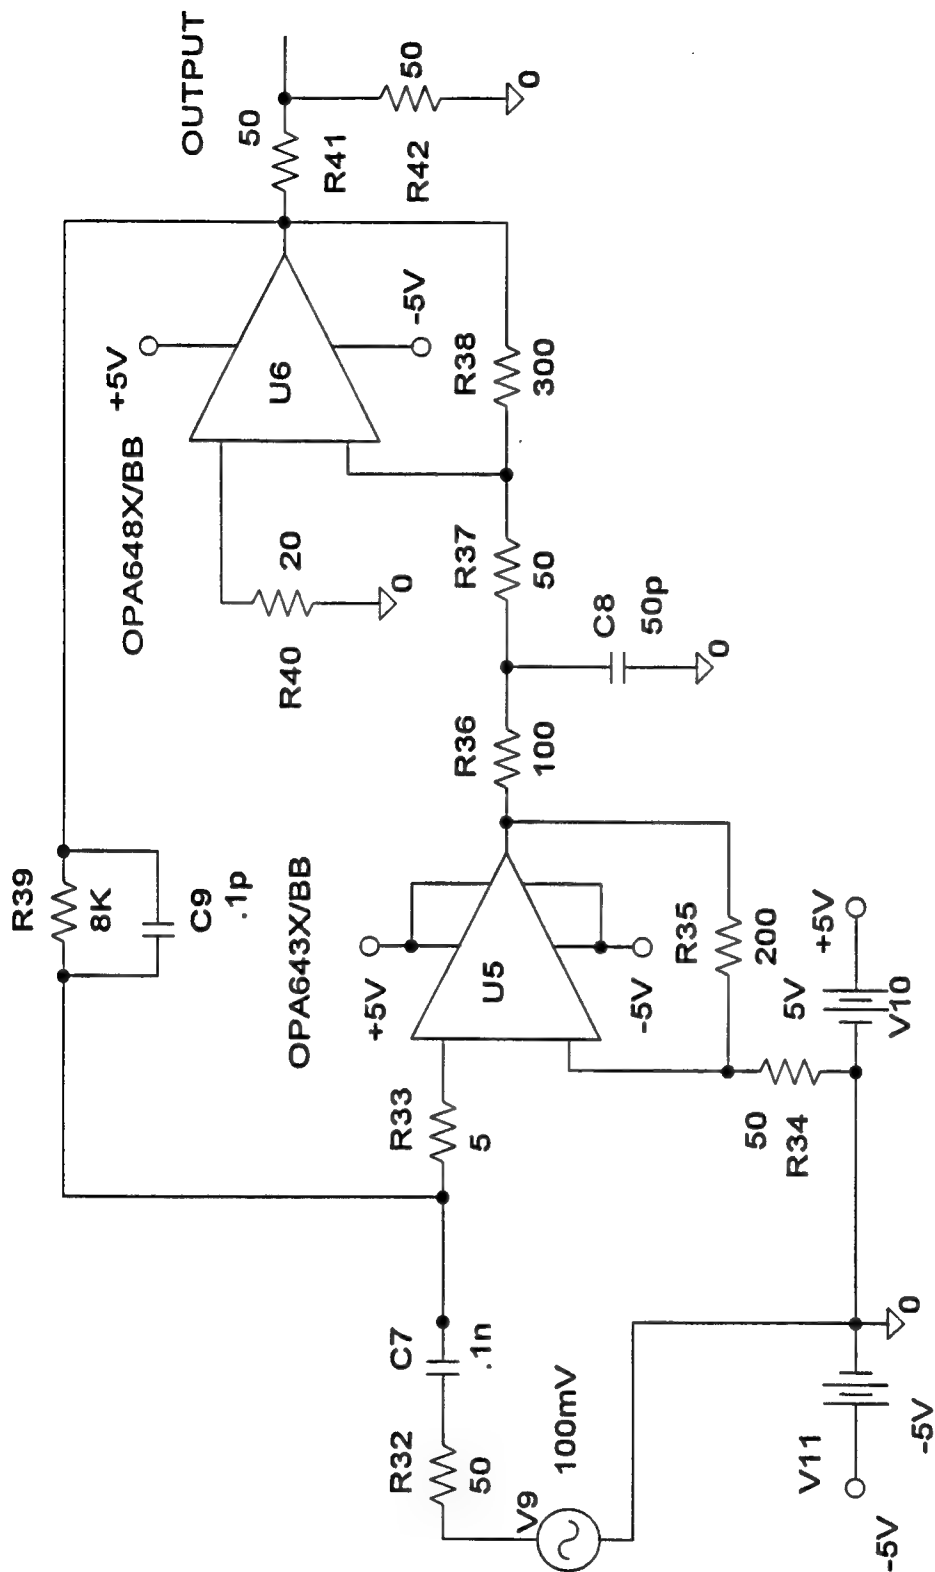 OUTPUT
50
R41
50
R42
0
+5V
-5V
OPA648X/BB
U6
R38
300
20
R40
0
R37
50
C8
50p
0
R36
100
R39
8K
C9
.1p
OPA643X/BB
+5V
U5
-5V
R35
200
5V
+5V
V10
R33
5
50
R34
C7
.1n
R32
50
V9
100mV
0
V11
-5V
-5V